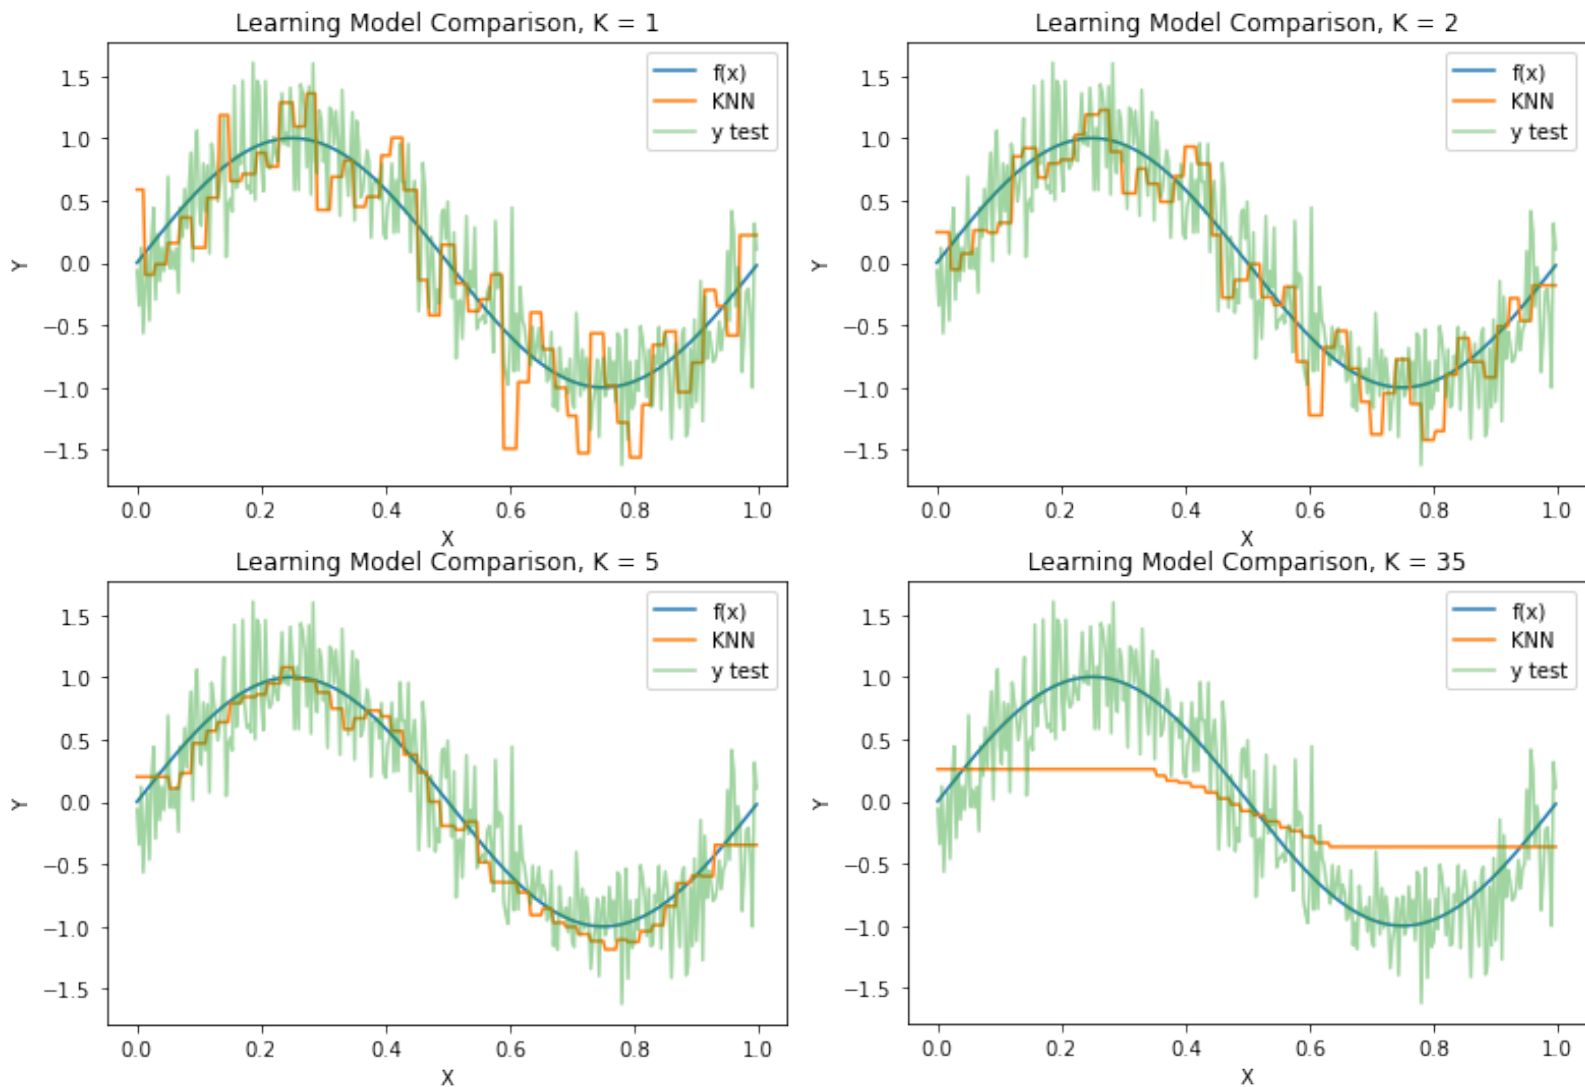 Learning Model Comparison, K = 1
1.5
1.0
0.5
0.0
−0.5
−1.0
−1.5
Y
f(x)
KNN
y test
0.0 0.2 0.4 0.6 0.8 1.0
X
Learning Model Comparison, K = 2
1.5
1.0
0.5
0.0
−0.5
−1.0
−1.5
Y
f(x)
KNN
y test
0.0 0.2 0.4 0.6 0.8 1.0
X
Learning Model Comparison, K = 5
1.5
1.0
0.5
0.0
−0.5
−1.0
−1.5
Y
f(x)
KNN
y test
0.0 0.2 0.4 0.6 0.8 1.0
X
Learning Model Comparison, K = 35
1.5
1.0
0.5
0.0
−0.5
−1.0
−1.5
Y
f(x)
KNN
y test
0.0 0.2 0.4 0.6 0.8 1.0
X